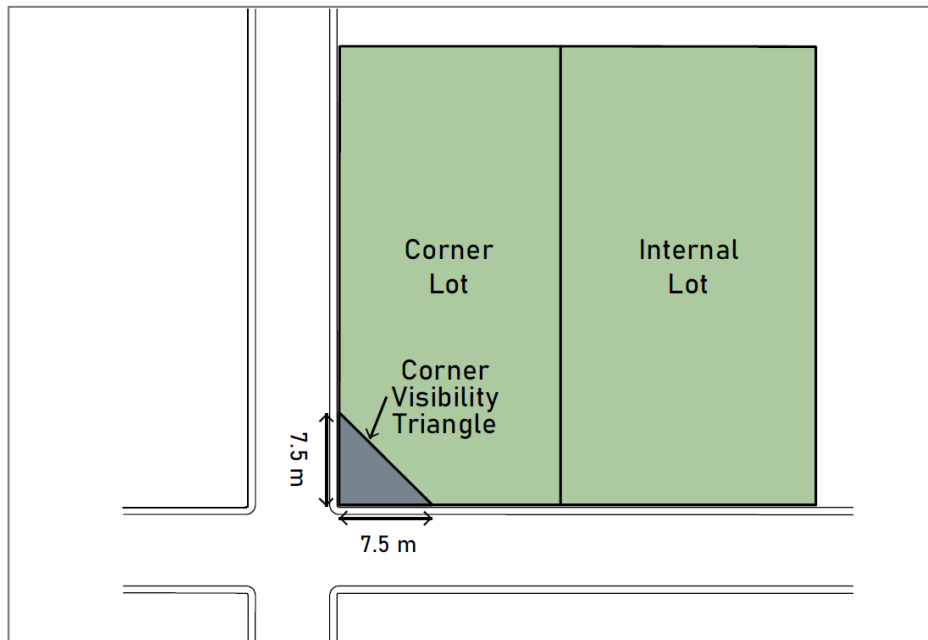 Corner
Lot
Internal
Lot
Corner
Visibility
Triangle
7.5 m
7.5 m